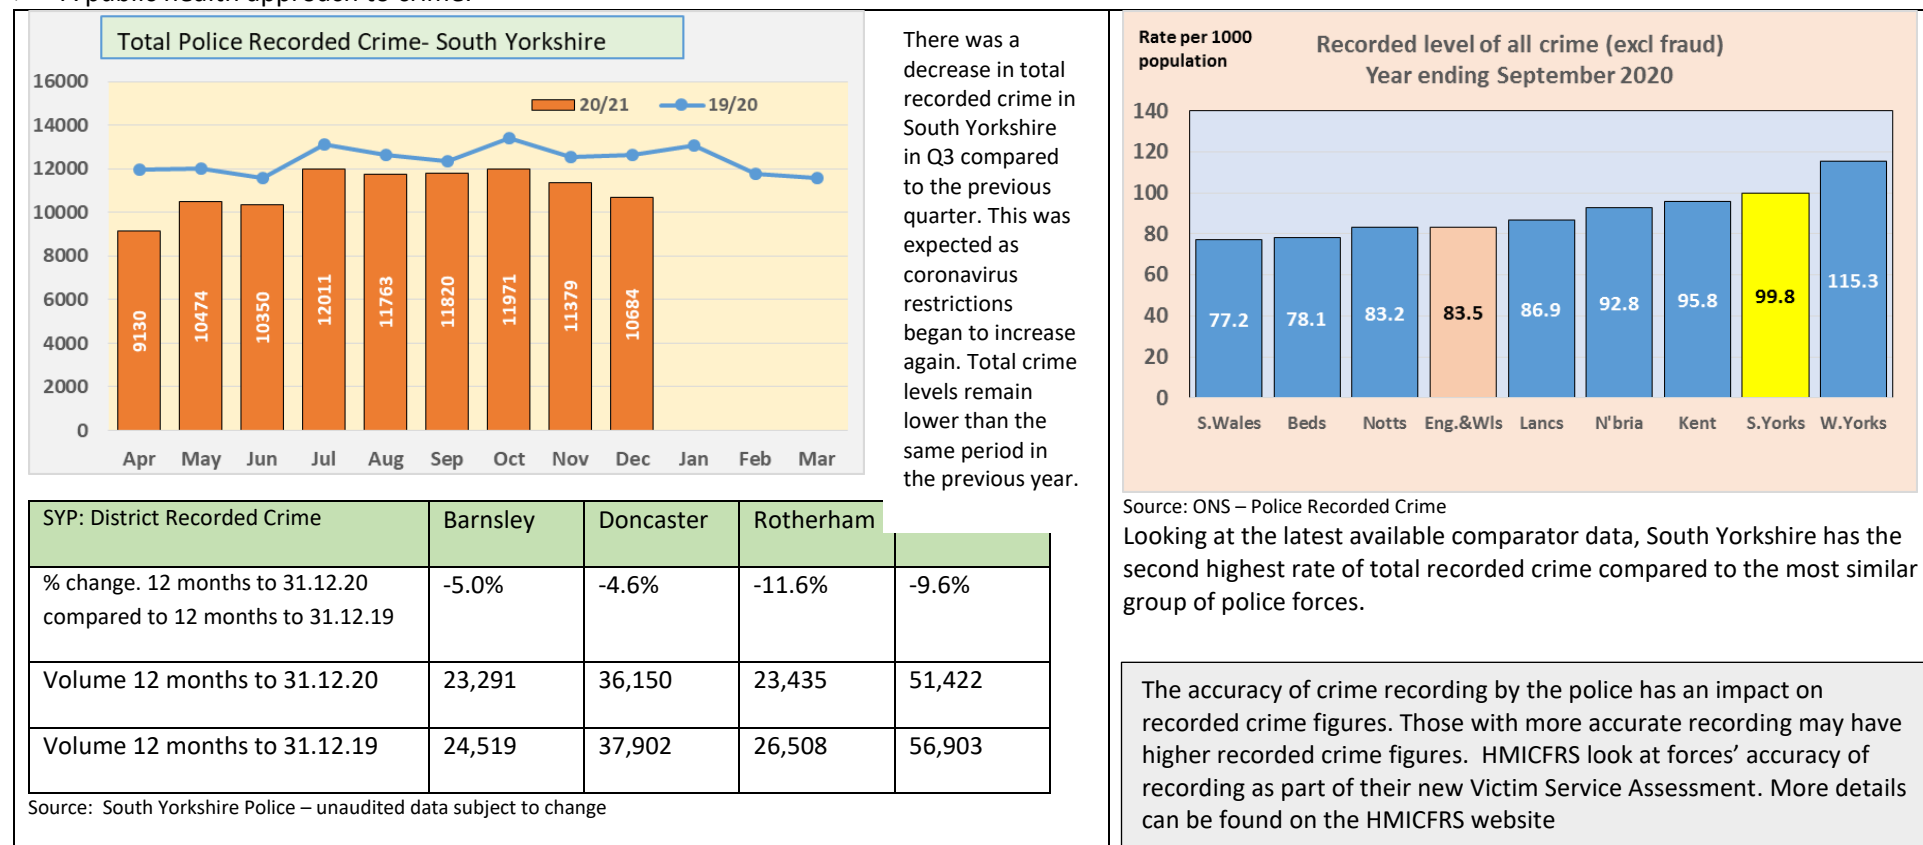 Total Police Recorded Crime- South Yorkshire
16000
14000
12000
10000
8000
6000
4000
2000
0
20/21
19/20
9130
10474
10350
12011
11763
11820
11971
11379
10684
Apr May Jun Jul Aug Sep Oct Nov Dec Jan Feb Mar
There was a
decrease in total
recorded crime in
South Yorkshire
in Q3 compared
to the previous
quarter. This was
expected as
coronavirus
restrictions
began to increase
again. Total crime
levels remain
lower than the
same period in
the previous year.
SYP: District Recorded Crime Barnsley Doncaster Rotherham
% change. 12 months to 31.12.20
compared to 12 months to 31.12.19
-5.0% -4.6% -11.6% -9.6%
Volume 12 months to 31.12.20 23,291 36,150 23,435 51,422
Volume 12 months to 31.12.19 24,519 37,902 26,508 56,903
Source: South Yorkshire Police – unaudited data subject to change
Rate per 1000
population
Recorded level of all crime (excl fraud)
Year ending September 2020
140
120
100
80
60
40
20
0
77.2
78.1
83.2
83.5
86.9
92.8
95.8
99.8
115.3
S.Wales Beds Notts Eng.&Wls Lancs N'bria Kent S.Yorks W.Yorks
Source: ONS – Police Recorded Crime
Looking at the latest available comparator data, South Yorkshire has the
second highest rate of total recorded crime compared to the most similar
group of police forces.
The accuracy of crime recording by the police has an impact on
recorded crime figures. Those with more accurate recording may have
higher recorded crime figures. HMICFRS look at forces’ accuracy of
recording as part of their new Victim Service Assessment. More details
can be found on the HMICFRS website